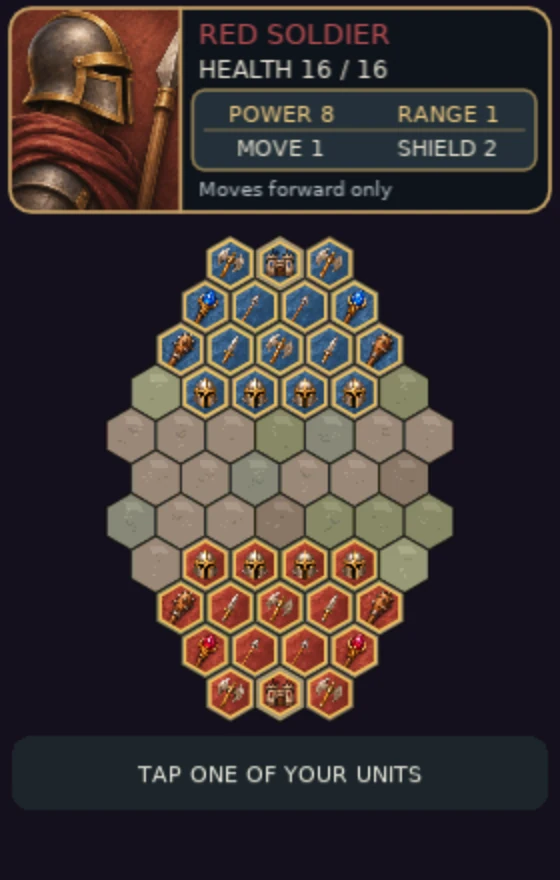 RED SOLDIER
HEALTH 16 / 16
POWER 8 RANGE 1
MOVE 1 SHIELD 2
Moves forward only
TAP ONE OF YOUR UNITS